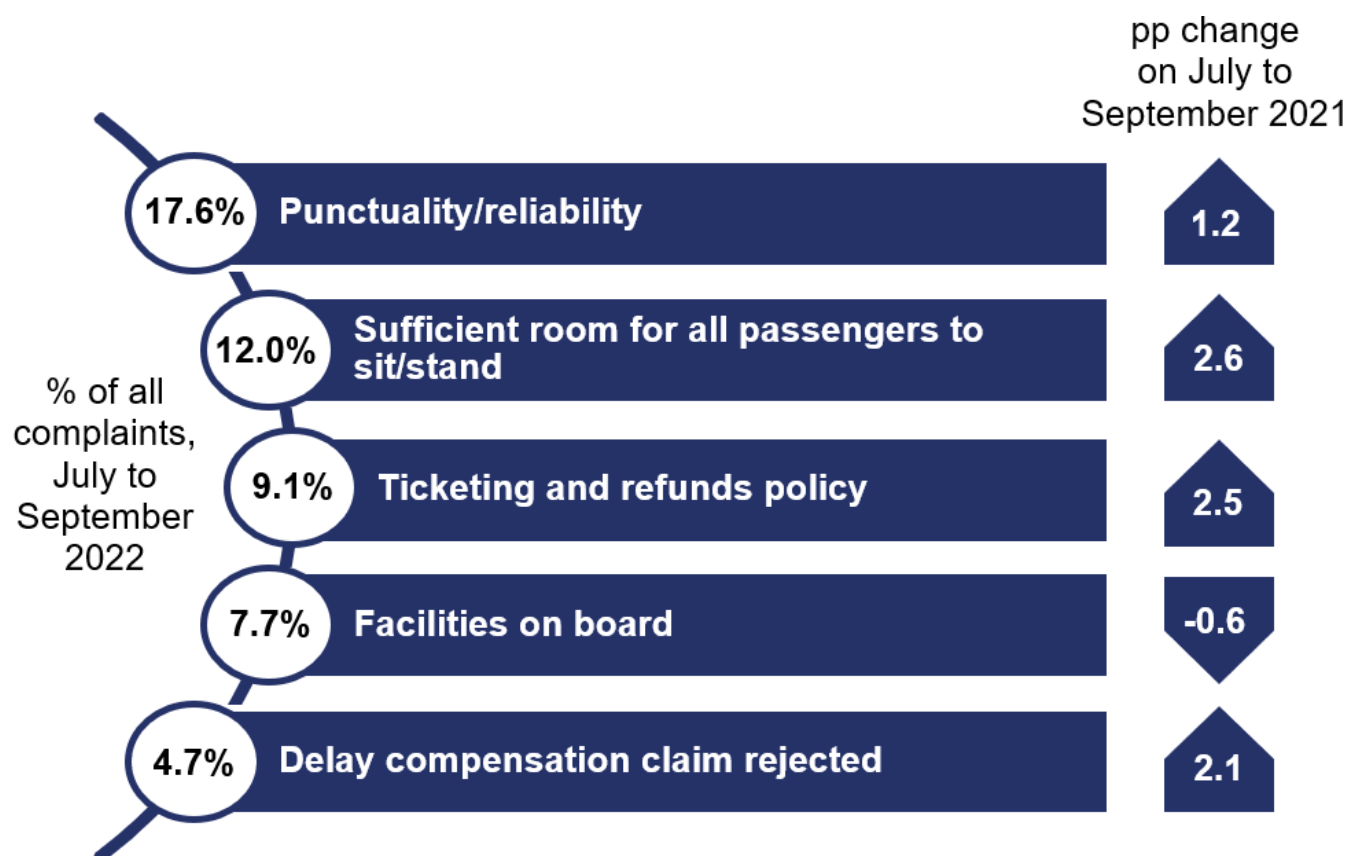 pp change
on July to
September 2021
17.6% Punctuality/reliability 1.2
12.0% Sufficient room for all passengers to
sit/stand
2.6
% of all
complaints,
July to
September
2022
9.1% Ticketing and refunds policy 2.5
7.7% Facilities on board -0.6
4.7% Delay compensation claim rejected 2.1